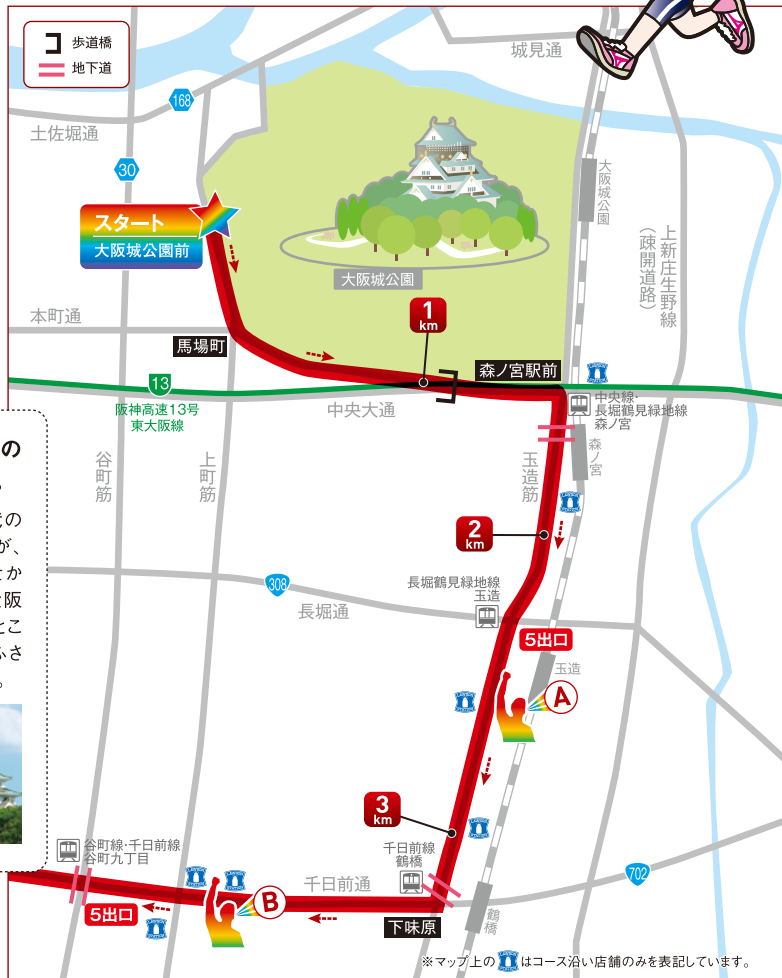 歩道橋
地下道
城見通
168
土佐堀通
30
スタート
大阪城公園前
大阪城公園
大阪城公園
上新庄生野線
(疎開道路)
本町通
馬場町
1
km
森ノ宮駅前
13
阪神高速13号
東大阪線
中央大通
中央線・
長堀鶴見緑地線
森ノ宮
森ノ宮
谷町筋
上町筋
玉造筋
の
の
が、
か
阪
こ
さ
。
2
km
308
長堀鶴見緑地線
玉造
長堀通
5出口
玉造
A
3
km
千日前線
鶴橋
谷町線・千日前線
谷町九丁目
千日前通
702
B
5出口
下味原
鶴橋
※マップ上の はコース沿い店舗のみを表記しています。